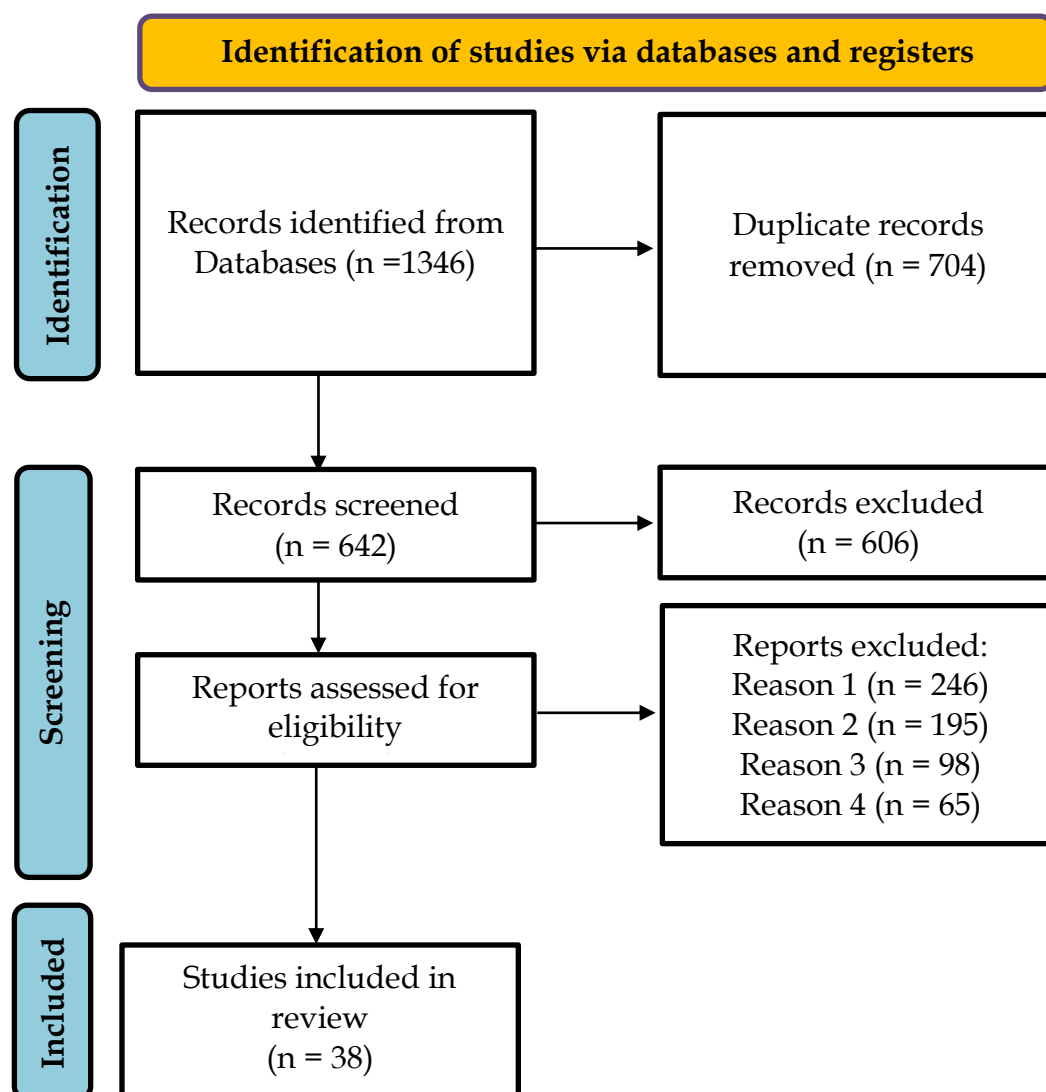 Identification of studies via databases and registers
Identification
Records identified from
Databases (n =1346)
Duplicate records
removed (n = 704)
Screening
Records screened
(n = 642)
Records excluded
(n = 606)
Reports assessed for
eligibility
Reports excluded:
Reason 1 (n = 246)
Reason 2 (n = 195)
Reason 3 (n = 98)
Reason 4 (n = 65)
Included
Studies included in
review
(n = 38)